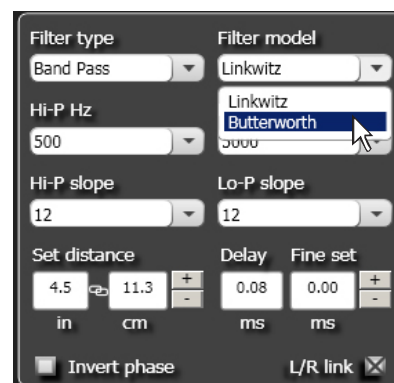 Filter type Filter model
Band Pass Linkwitz
Linkwitz
Hi-P Hz
Butterworth
500 5000
Hi-P slope Lo-P slope
12 12
Set distance Delay Fine set
4.5 11.3 + - 0.08 0.00 + -
in cm ms ms
Invert phase L/R link